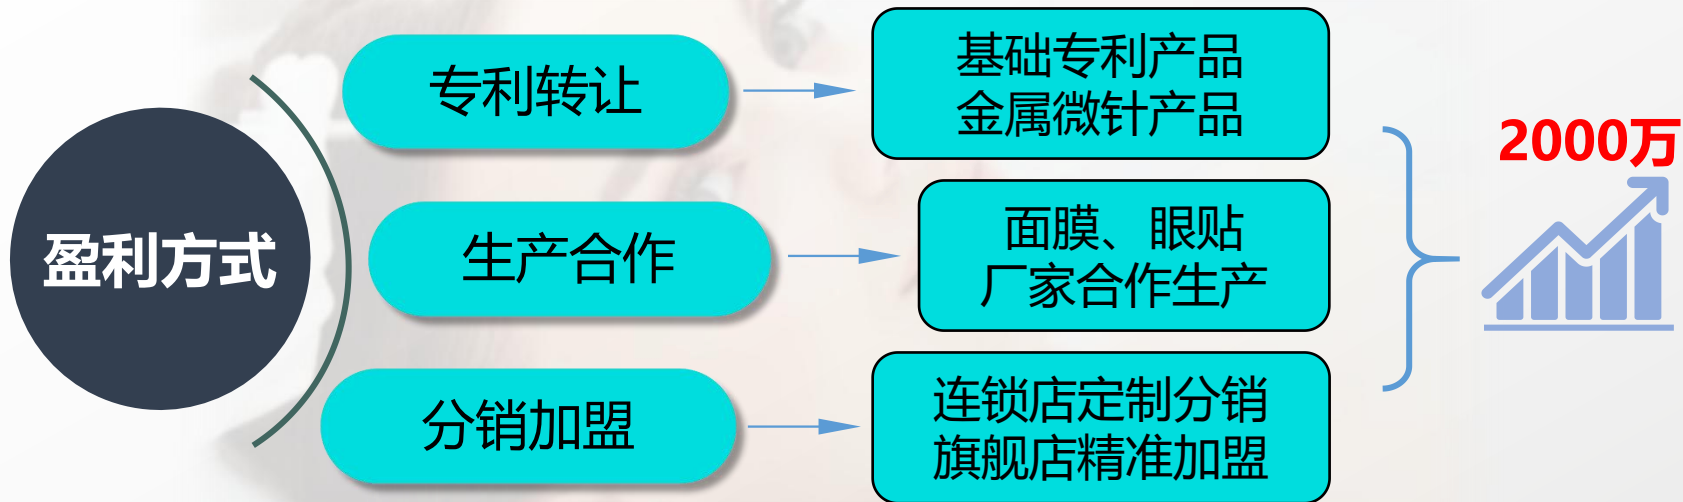 盈利方式
专利转让
基础专利产品
金属微针产品
生产合作
面膜、眼贴
厂家合作生产
分销加盟
连锁店定制分销
旗舰店精准加盟
2000万